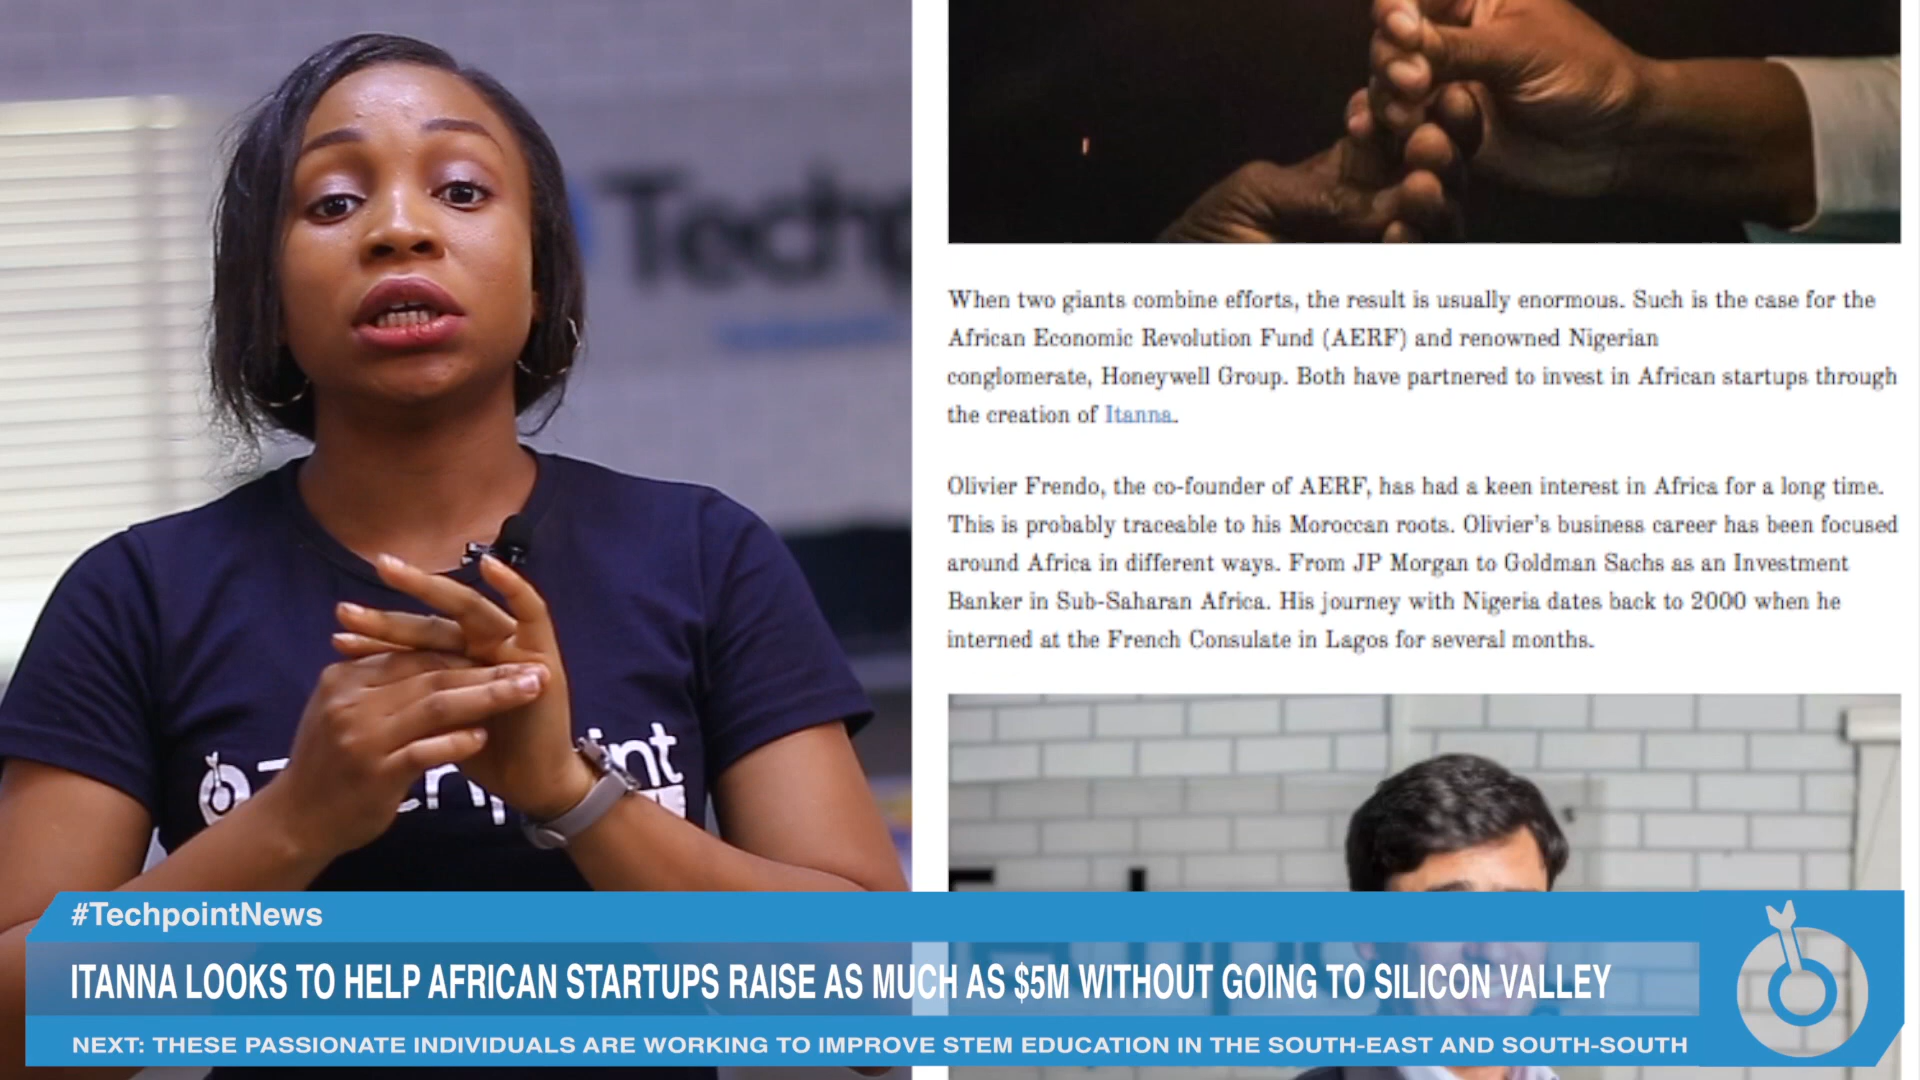 Techp
int
When two giants combine efforts, the result is usually enormous. Such is the case for the
African Economic Revolution Fund (AERF) and renowned Nigerian
conglomerate, Honeywell Group. Both have partnered to invest in African startups through
the creation of Itanna.
Olivier Frendo, the co-founder of AERF, has had a keen interest in Africa for a long time.
This is probably traceable to his Moroccan roots. Olivier's business career has been focused
around Africa in different ways. From JP Morgan to Goldman Sachs as an Investment
Banker in Sub-Saharan Africa. His journey with Nigeria dates back to 2000 when he
interned at the French Consulate in Lagos for several months.
#TechpointNews
ITANNA LOOKS TO HELP AFRICAN STARTUPS RAISE AS MUCH AS $5M WITHOUT GOING TO SILICON VALLEY
NEXT: THESE PASSIONATE INDIVIDUALS ARE WORKING TO IMPROVE STEM EDUCATION IN THE SOUTH-EAST AND SOUTH-SOUTH